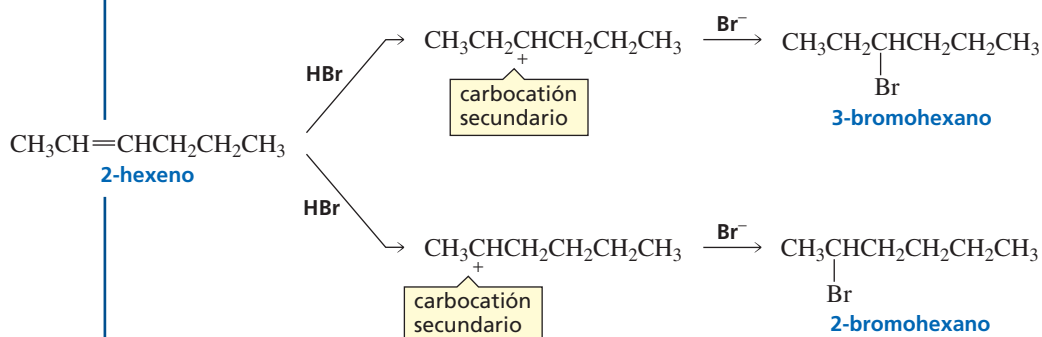 CH₃CH=CHCH₂CH₂CH₃
2-hexeno
HBr
CH₃CH₂CHCH₂CH₂CH₃
+
carbocatión
secundario
Br⁻
CH₃CH₂CHCH₂CH₂CH₃
Br
3-bromohexano
HBr
CH₃CHCH₂CH₂CH₂CH₃
+
carbocatión
secundario
Br⁻
CH₃CHCH₂CH₂CH₂CH₃
Br
2-bromohexano